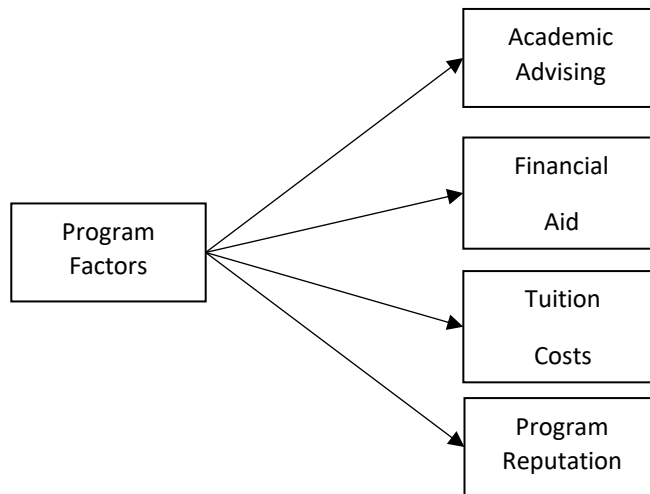 Academic
Advising
Financial
Aid
Program
Factors
Tuition
Costs
Program
Reputation